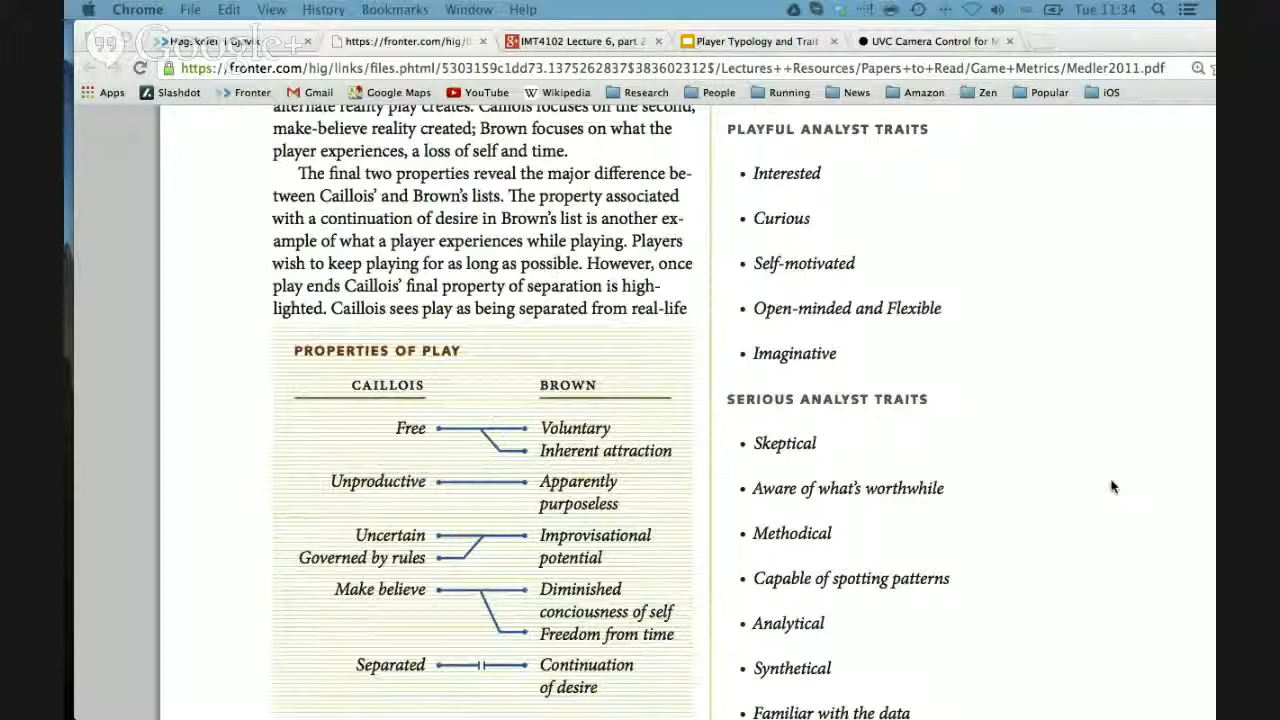 Chrome File Edit View History Bookmarks Window Help Tue 11:34
Google+
https://fronter.com/hig/ IMT4102 Lecture 6, part 2 Player Typology and Trait UVC Camera Control for M
https://fronter.com/hig/links/files.phtml/5303159c1dd73.1375262837$383602312$/Lectures++Resources/Papers+to+Read/Game+Metrics/Medler2011.pdf
Apps Slashdot Fronter Gmail Google Maps YouTube Wikipedia Research People Running News Amazon Zen Popular iOS
alternate reality play creates. Caillois focuses on the second,
make-believe reality created; Brown focuses on what the
player experiences, a loss of self and time.
The final two properties reveal the major difference be-
tween Caillois’ and Brown’s lists. The property associated
with a continuation of desire in Brown’s list is another ex-
ample of what a player experiences while playing. Players
wish to keep playing for as long as possible. However, once
play ends Caillois’ final property of separation is high-
lighted. Caillois sees play as being separated from real-life
PROPERTIES OF PLAY
CAILLOIS BROWN
Free Voluntary
Inherent attraction
Unproductive Apparently
purposeless
Uncertain Improvisational
Governed by rules potential
Make believe Diminished
conciousness of self
Freedom from time
Separated Continuation
of desire
PLAYFUL ANALYST TRAITS
• Interested
• Curious
• Self-motivated
• Open-minded and Flexible
• Imaginative
SERIOUS ANALYST TRAITS
• Skeptical
• Aware of what’s worthwhile
• Methodical
• Capable of spotting patterns
• Analytical
• Synthetical
• Familiar with the data